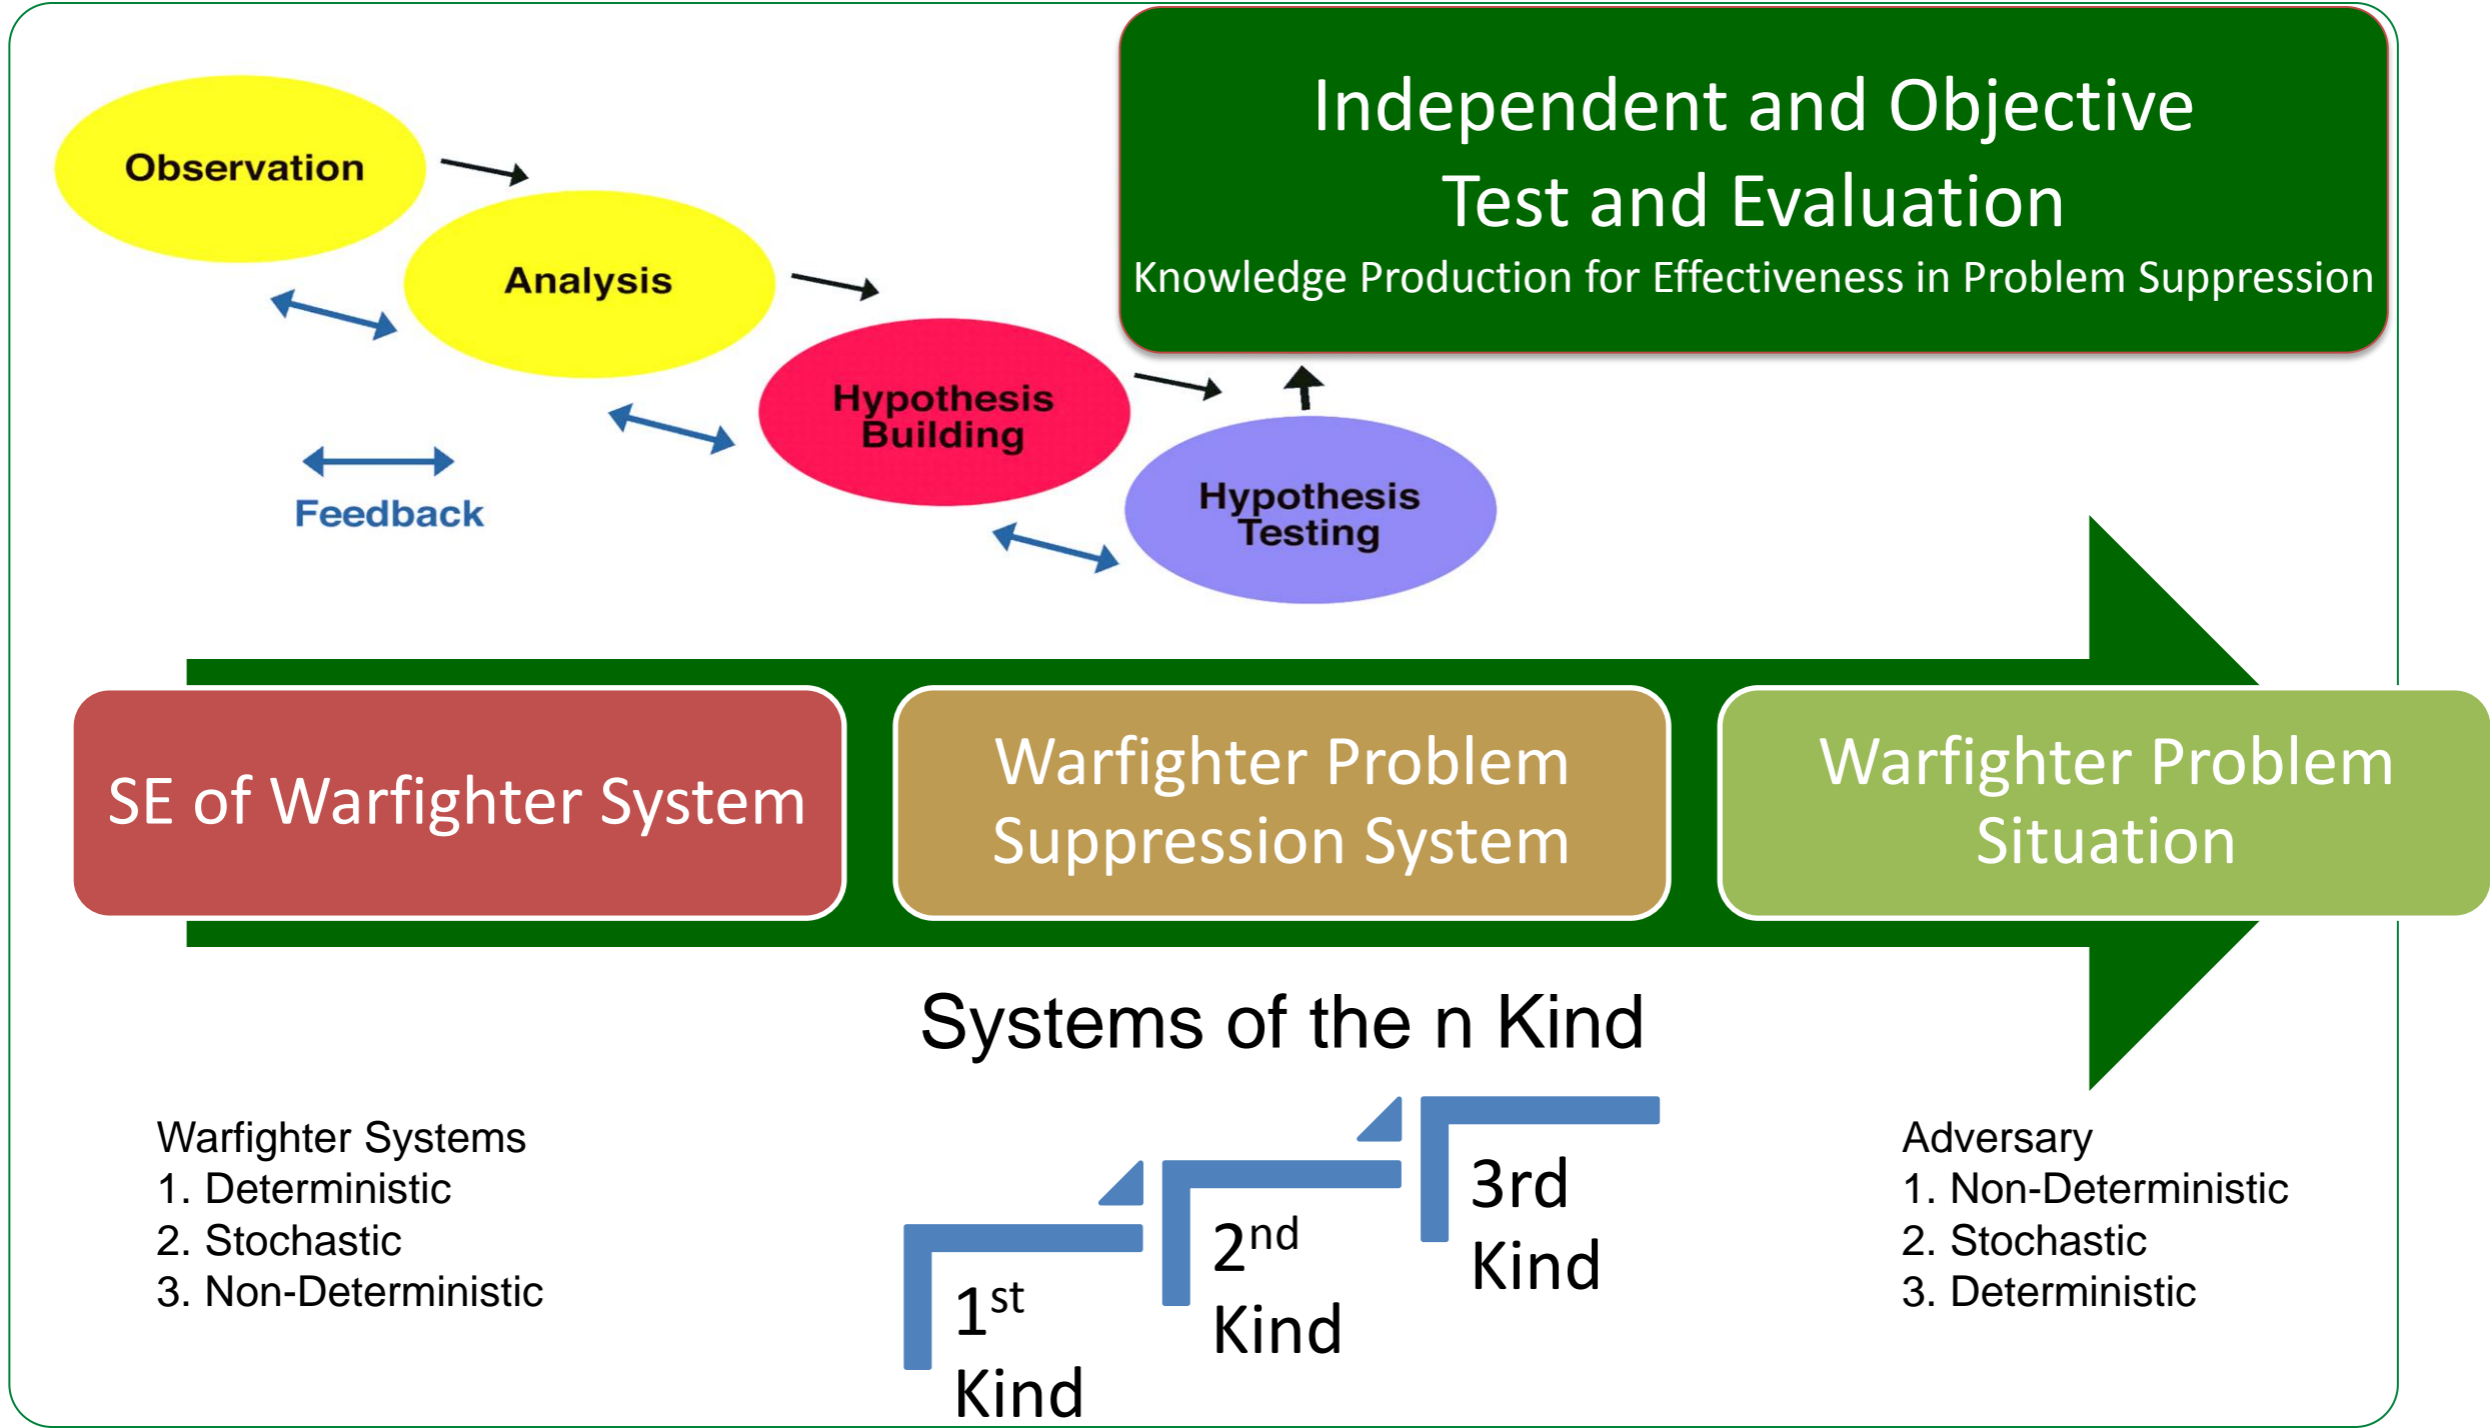 Observation
Analysis
Hypothesis
Building
Hypothesis
Testing
Feedback
Independent and Objective
Test and Evaluation
Knowledge Production for Effectiveness in Problem Suppression
SE of Warfighter System
Warfighter Problem
Suppression System
Warfighter Problem
Situation
Systems of the n Kind
Warfighter Systems
1. Deterministic
2. Stochastic
3. Non-Deterministic
1st
Kind
2nd
Kind
3rd
Kind
Adversary
1. Non-Deterministic
2. Stochastic
3. Deterministic